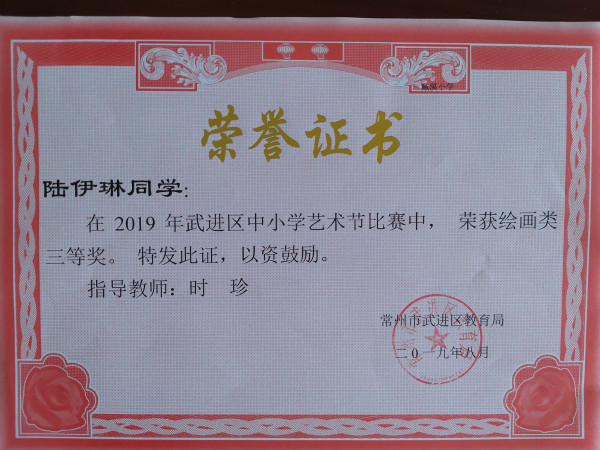 荣誉证书
陆伊琳同学:
在 2019 年武进区中小学艺术节比赛中， 荣获绘画类
三等奖。 特发此证，以资鼓励。
指导教师：时 珍
常州市武进区教育局
二0一九年八月